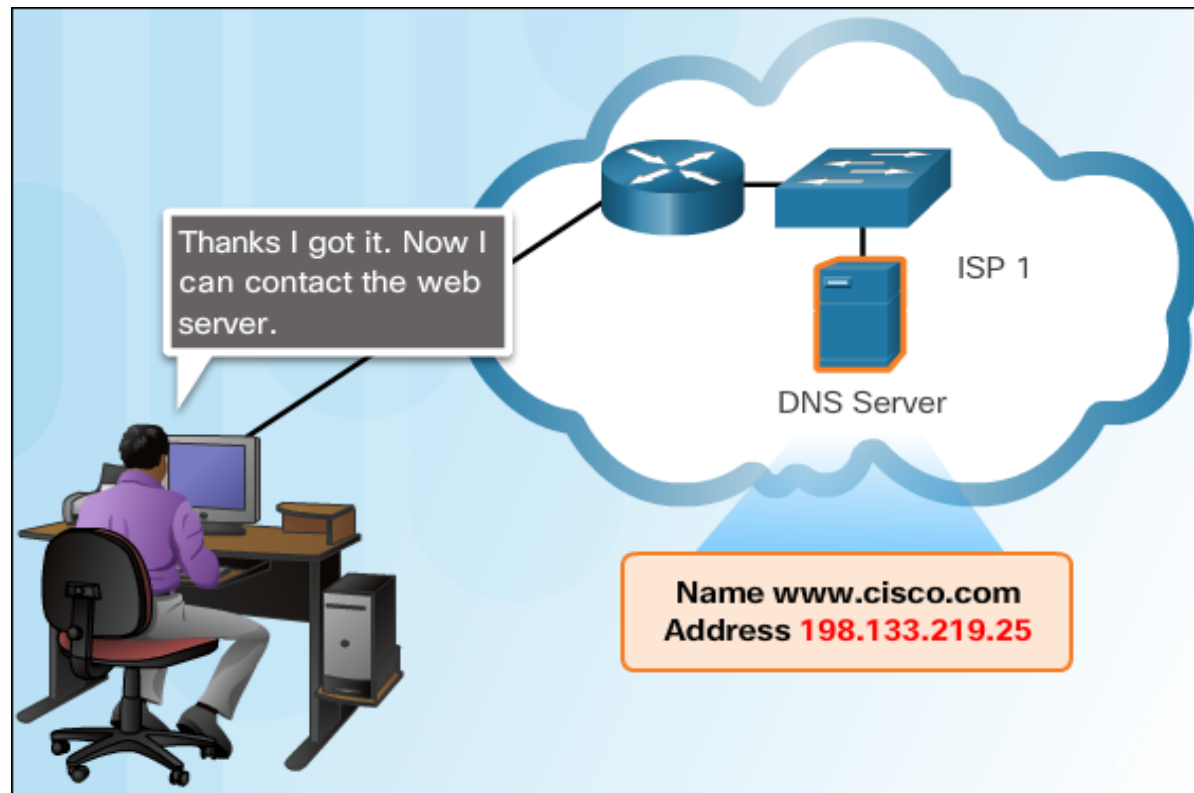 Thanks I got it. Now I
can contact the web
server.
ISP 1
DNS Server
Name www.cisco.com
Address 198.133.219.25